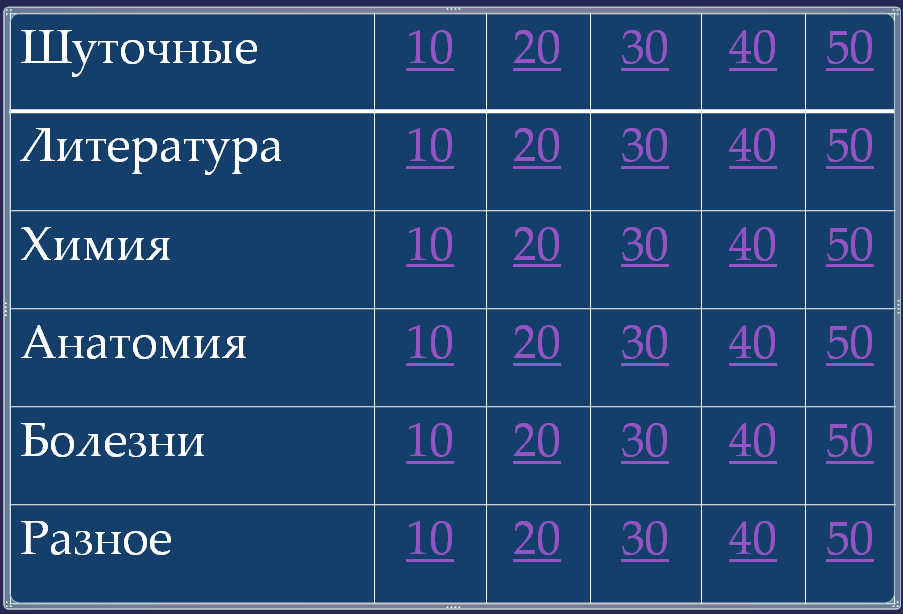 Шуточные 10 20 30 40 50
Литература 10 20 30 40 50
Химия 10 20 30 40 50
Анатомия 10 20 30 40 50
Болезни 10 20 30 40 50
Разное 10 20 30 40 50